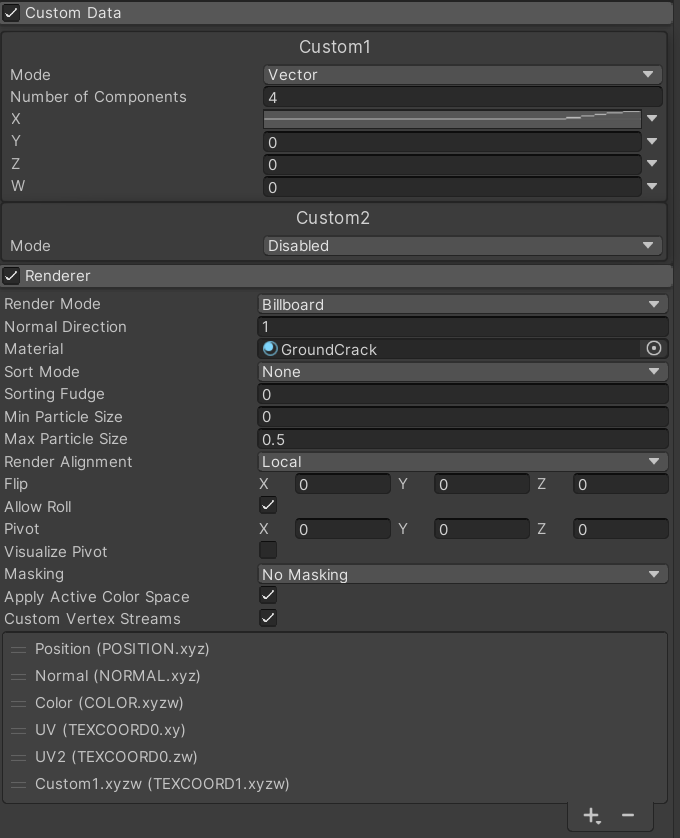 Custom Data
Custom1
Mode Vector
Number of Components 4
X
Y 0
Z 0
W 0
Custom2
Mode Disabled
Renderer
Render Mode Billboard
Normal Direction 1
Material GroundCrack
Sort Mode None
Sorting Fudge 0
Min Particle Size 0
Max Particle Size 0.5
Render Alignment Local
Flip X 0 Y 0 Z 0
Allow Roll
Pivot X 0 Y 0 Z 0
Visualize Pivot
Masking No Masking
Apply Active Color Space
Custom Vertex Streams
Position (POSITION.xyz)
Normal (NORMAL.xyz)
Color (COLOR.xyzw)
UV (TEXCOORD0.xy)
UV2 (TEXCOORD0.zw)
Custom1.xyzw (TEXCOORD1.xyzw)